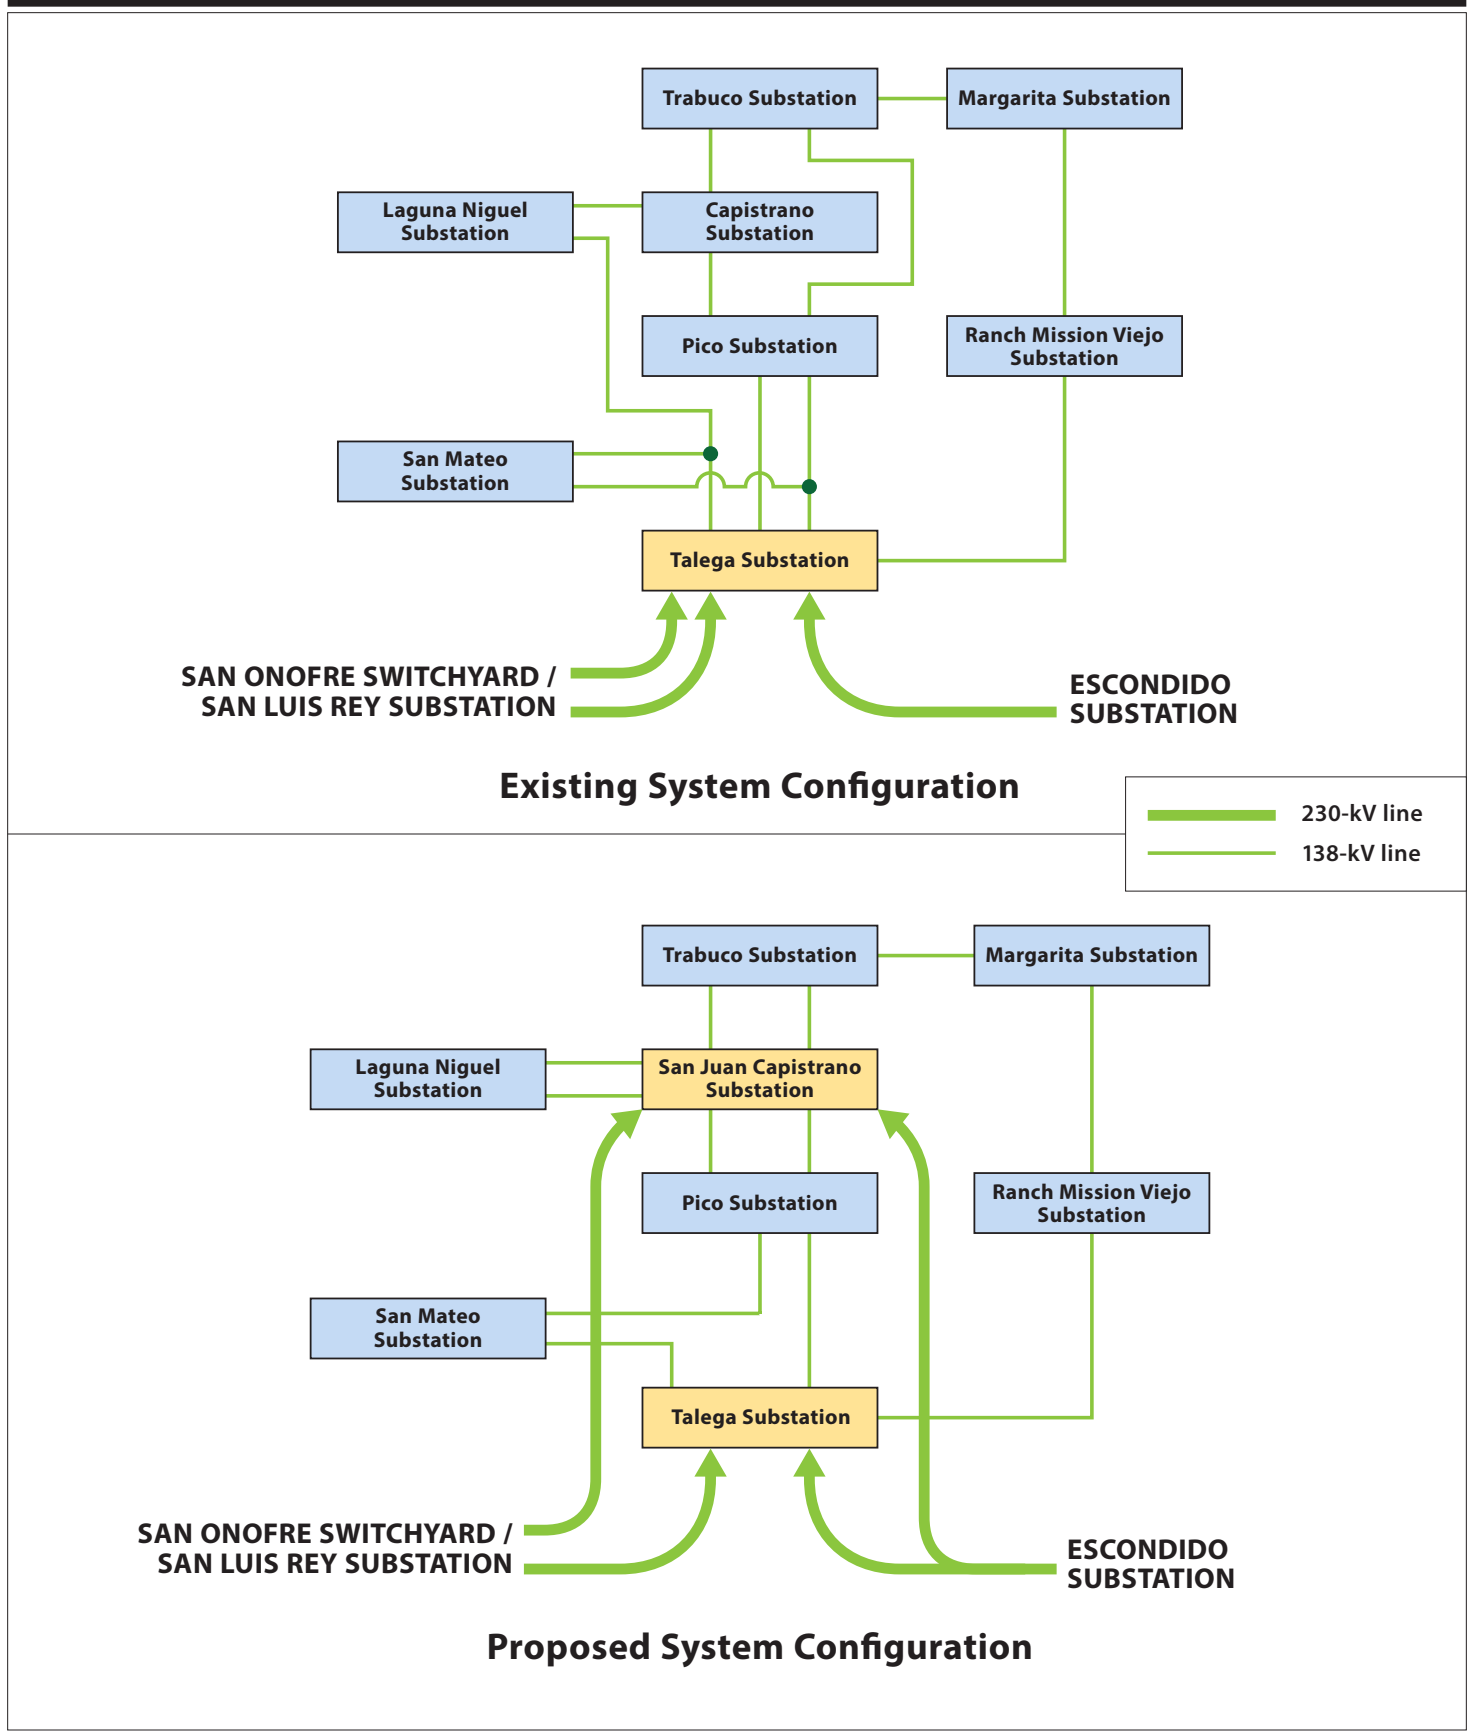 Trabuco Substation
Margarita Substation
Laguna Niguel
Substation
Capistrano
Substation
Pico Substation
Ranch Mission Viejo
Substation
San Mateo
Substation
Talega Substation
SAN ONOFRE SWITCHYARD /
SAN LUIS REY SUBSTATION
ESCONDIDO
SUBSTATION
Existing System Configuration
230-kV line
138-kV line
Trabuco Substation
Margarita Substation
Laguna Niguel
Substation
San Juan Capistrano
Substation
Pico Substation
Ranch Mission Viejo
Substation
San Mateo
Substation
Talega Substation
SAN ONOFRE SWITCHYARD /
SAN LUIS REY SUBSTATION
ESCONDIDO
SUBSTATION
Proposed System Configuration